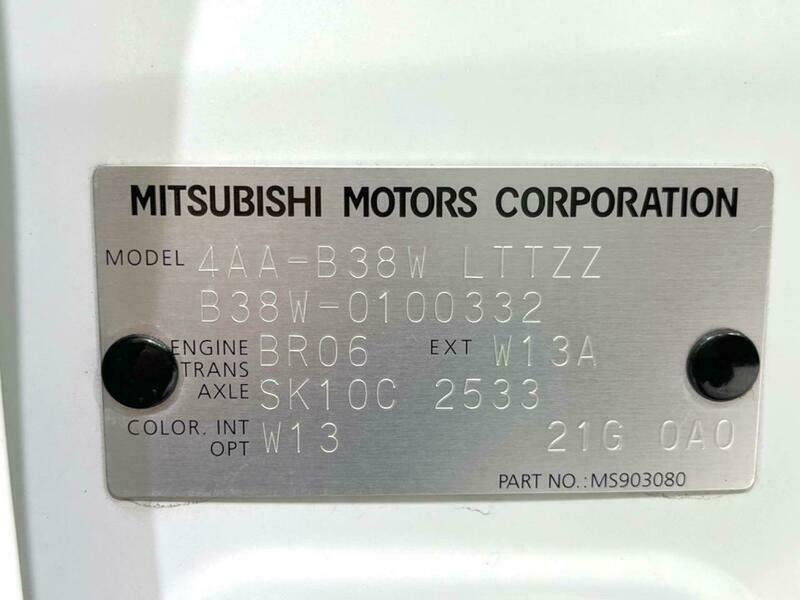 MITSUBISHI MOTORS CORPORATION
MODEL 4AA-B38W LTTZZ
B38W-0100332
ENGINE BR06 EXT W13A
TRANS
AXLE SK10C 2533
COLOR. INT W13 21G 0A0
OPT
PART NO.:MS903080